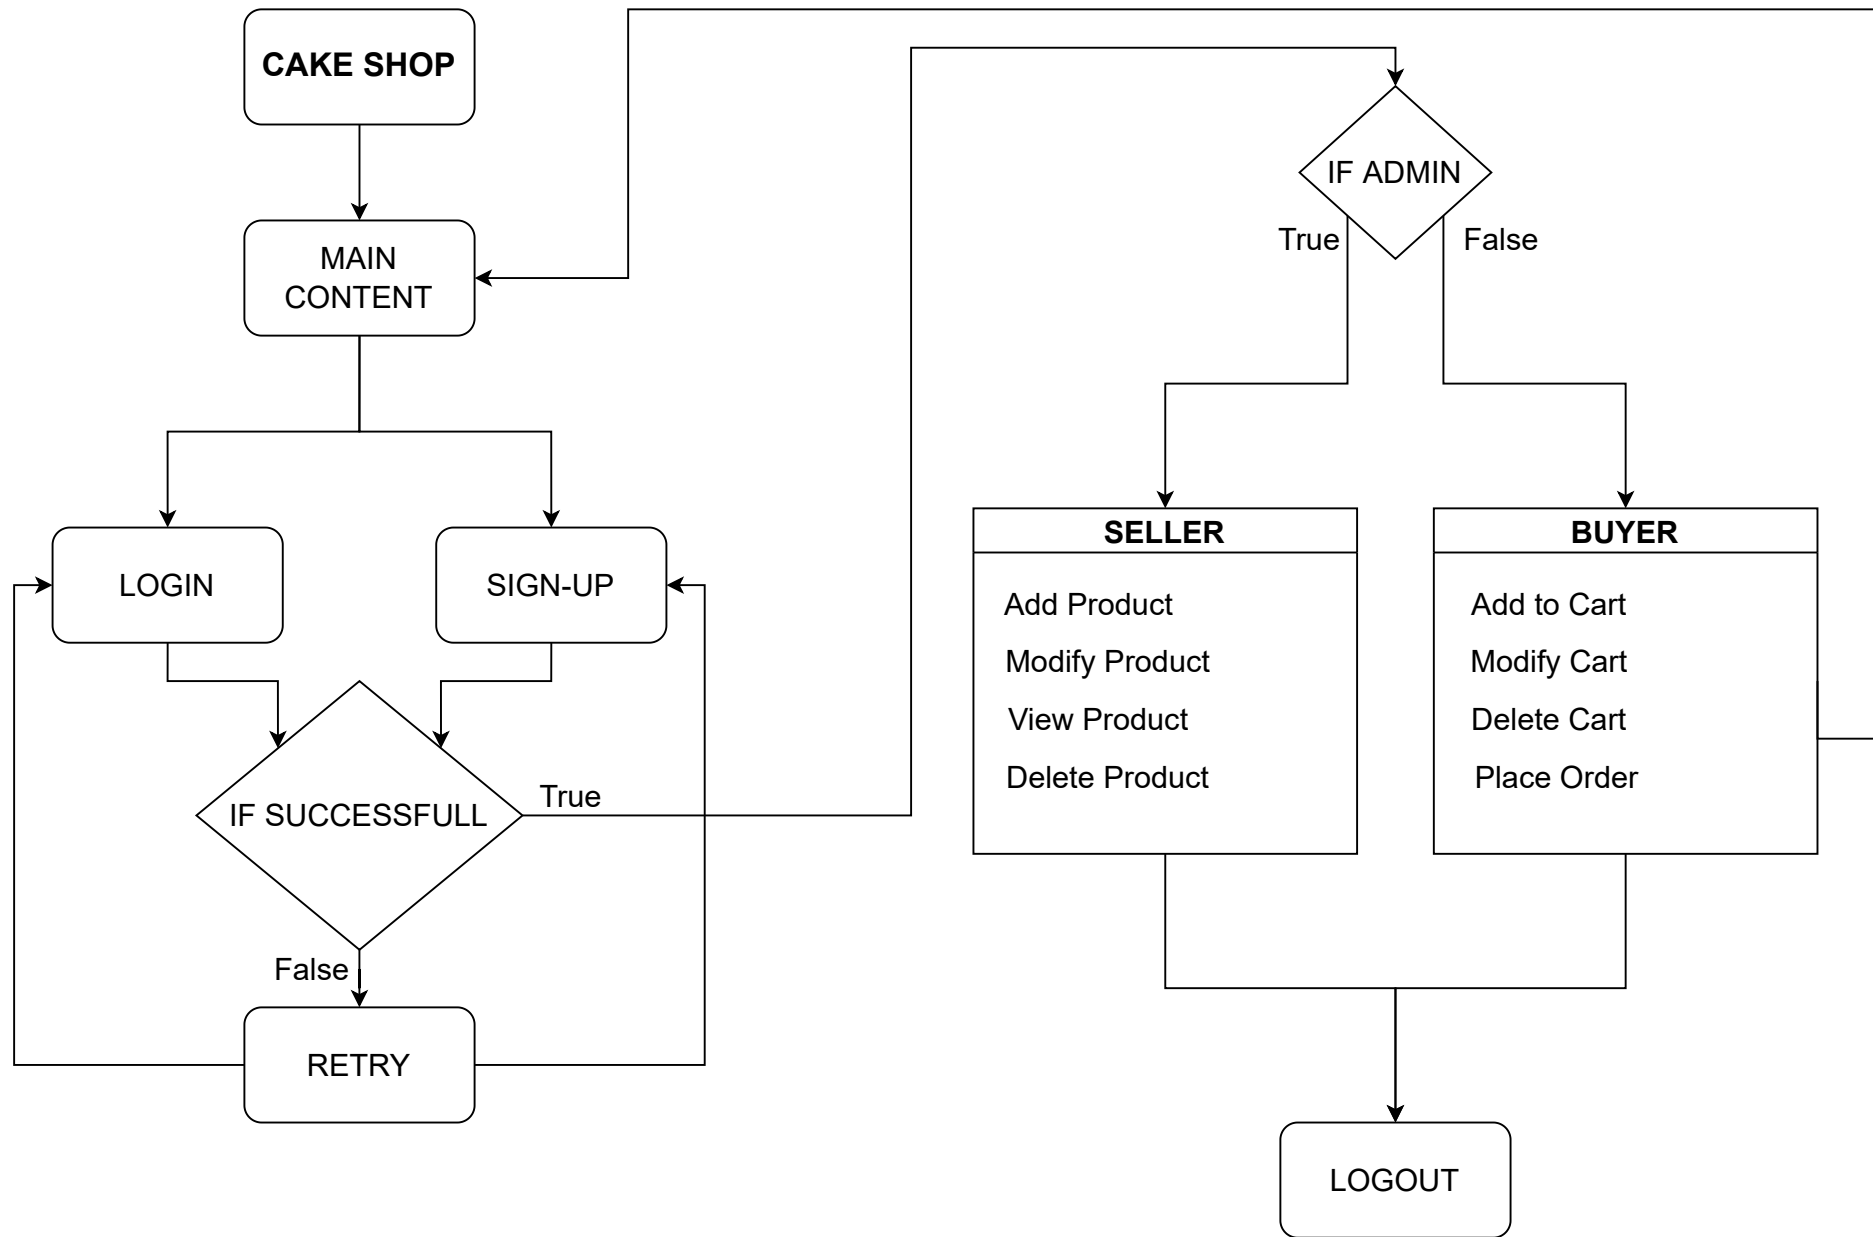 CAKE SHOP
MAIN
CONTENT
LOGIN
SIGN-UP
IF SUCCESSFULL
True
False
RETRY
IF ADMIN
True
False
SELLER
Add Product
Modify Product
View Product
Delete Product
BUYER
Add to Cart
Modify Cart
Delete Cart
Place Order
LOGOUT